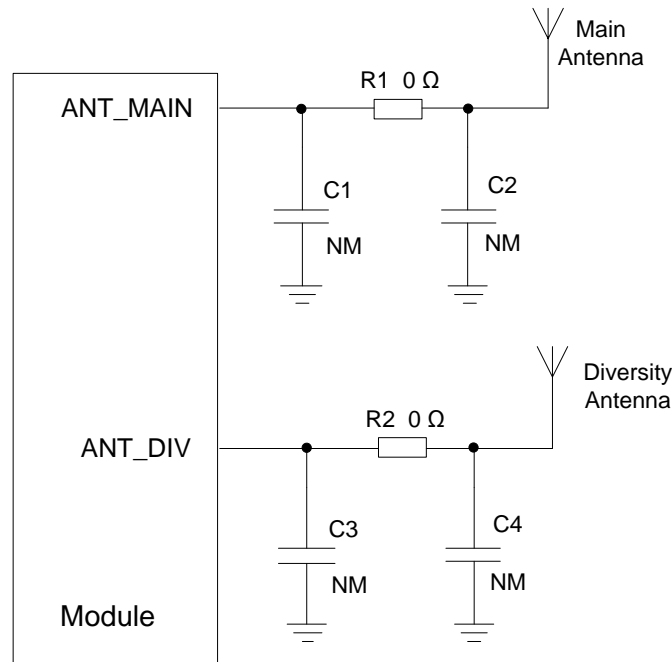 Main
Antenna
R1 0 Ω
ANT_MAIN
C1
C2
NM
NM
Diversity
Antenna
R2 0 Ω
ANT_DIV
C3
C4
NM
NM
Module